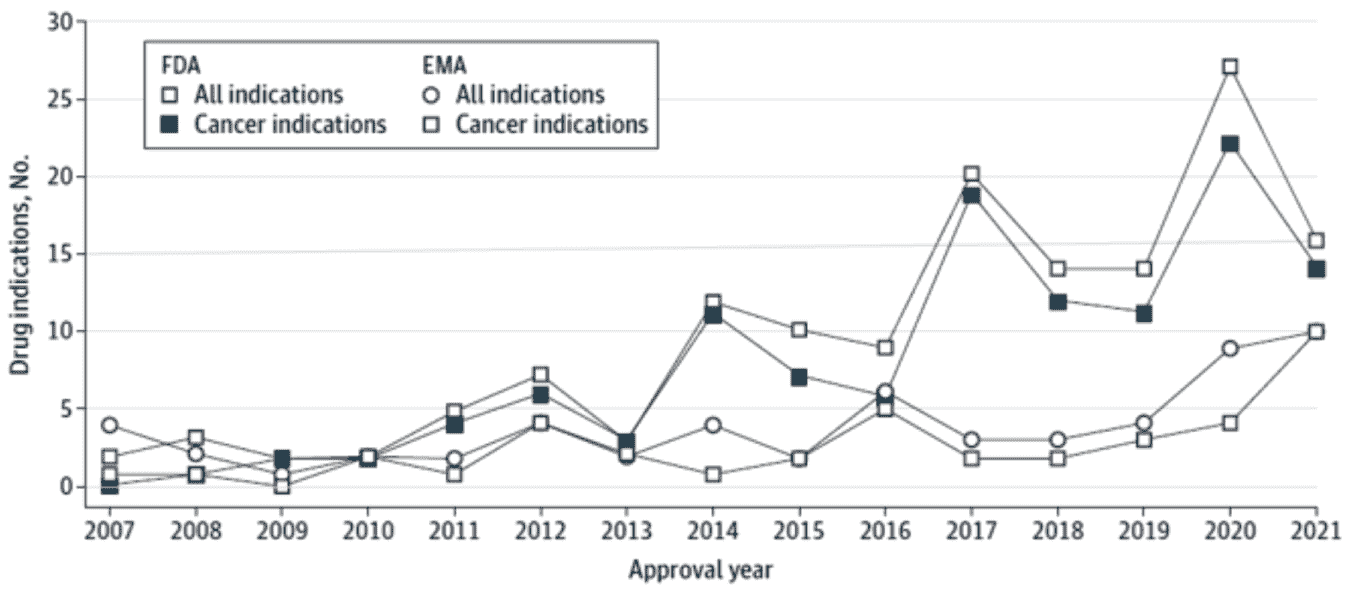 30
25
20
15
10
5
0
Drug indications, No.
FDA EMA
All indications All indications
Cancer indications Cancer indications
2007 2008 2009 2010 2011 2012 2013 2014 2015 2016 2017 2018 2019 2020 2021
Approval year